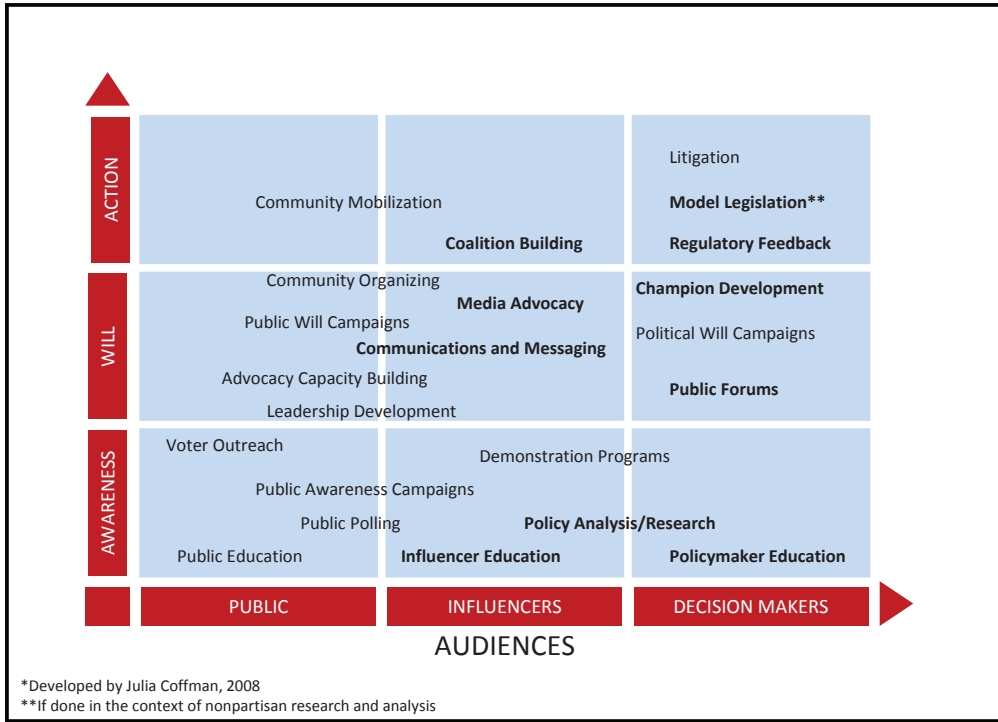 ACTION
Litigation
Community Mobilization
Model Legislation**
Coalition Building
Regulatory Feedback
WILL
Community Organizing
Champion Development
Media Advocacy
Public Will Campaigns
Political Will Campaigns
Communications and Messaging
Advocacy Capacity Building
Public Forums
Leadership Development
AWARENESS
Voter Outreach
Demonstration Programs
Public Awareness Campaigns
Public Polling
Policy Analysis/Research
Public Education
Influencer Education
Policymaker Education
PUBLIC
INFLUENCERS
DECISION MAKERS
AUDIENCES
*Developed by Julia Coffman, 2008
**If done in the context of nonpartisan research and analysis